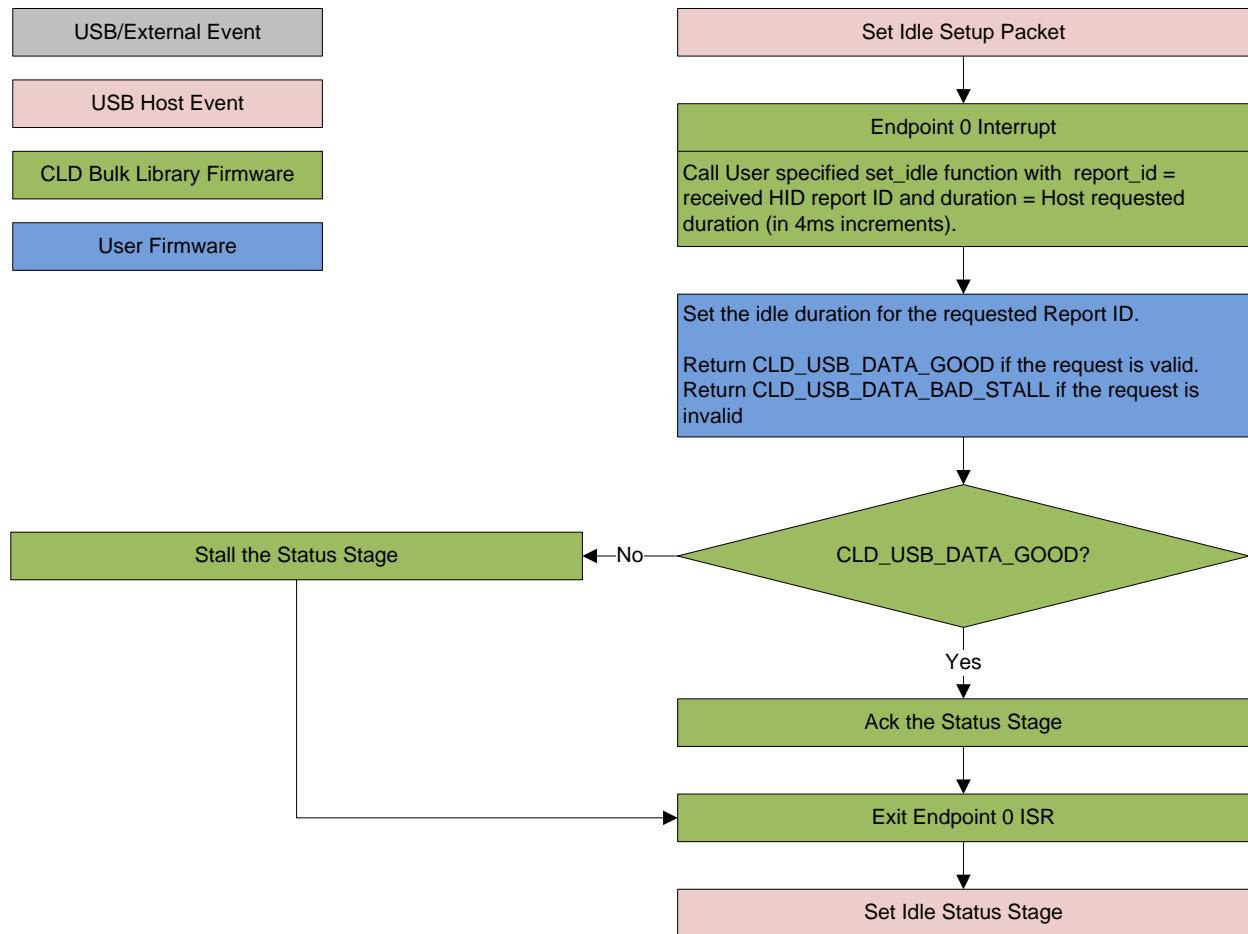 USB/External Event
USB Host Event
CLD Bulk Library Firmware
User Firmware
Set Idle Setup Packet
Endpoint 0 Interrupt
Call User specified set_idle function with  report_id =
received HID report ID and duration = Host requested
duration (in 4ms increments).
Set the idle duration for the requested Report ID.
Return CLD_USB_DATA_GOOD if the request is valid.
Return CLD_USB_DATA_BAD_STALL if the request is
invalid
CLD_USB_DATA_GOOD?
No
Stall the Status Stage
Yes
Ack the Status Stage
Exit Endpoint 0 ISR
Set Idle Status Stage